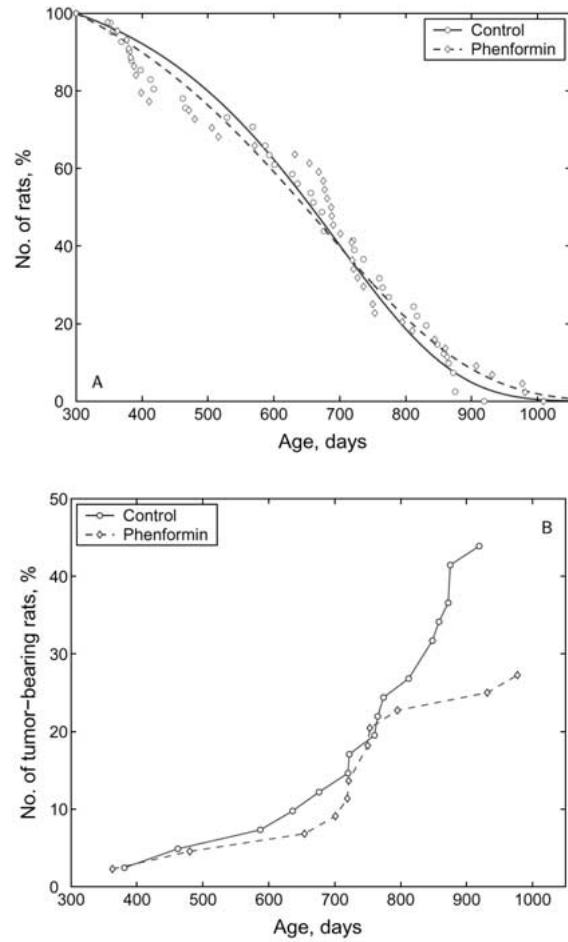 100
80
60
40
20
0
No. of rats, %
Control
Phenformin
A
300 400 500 600 700 800 900 1000
Age, days
50
40
30
20
10
0
No. of tumor-bearing rats, %
Control
Phenformin
B
300 400 500 600 700 800 900 1000
Age, days